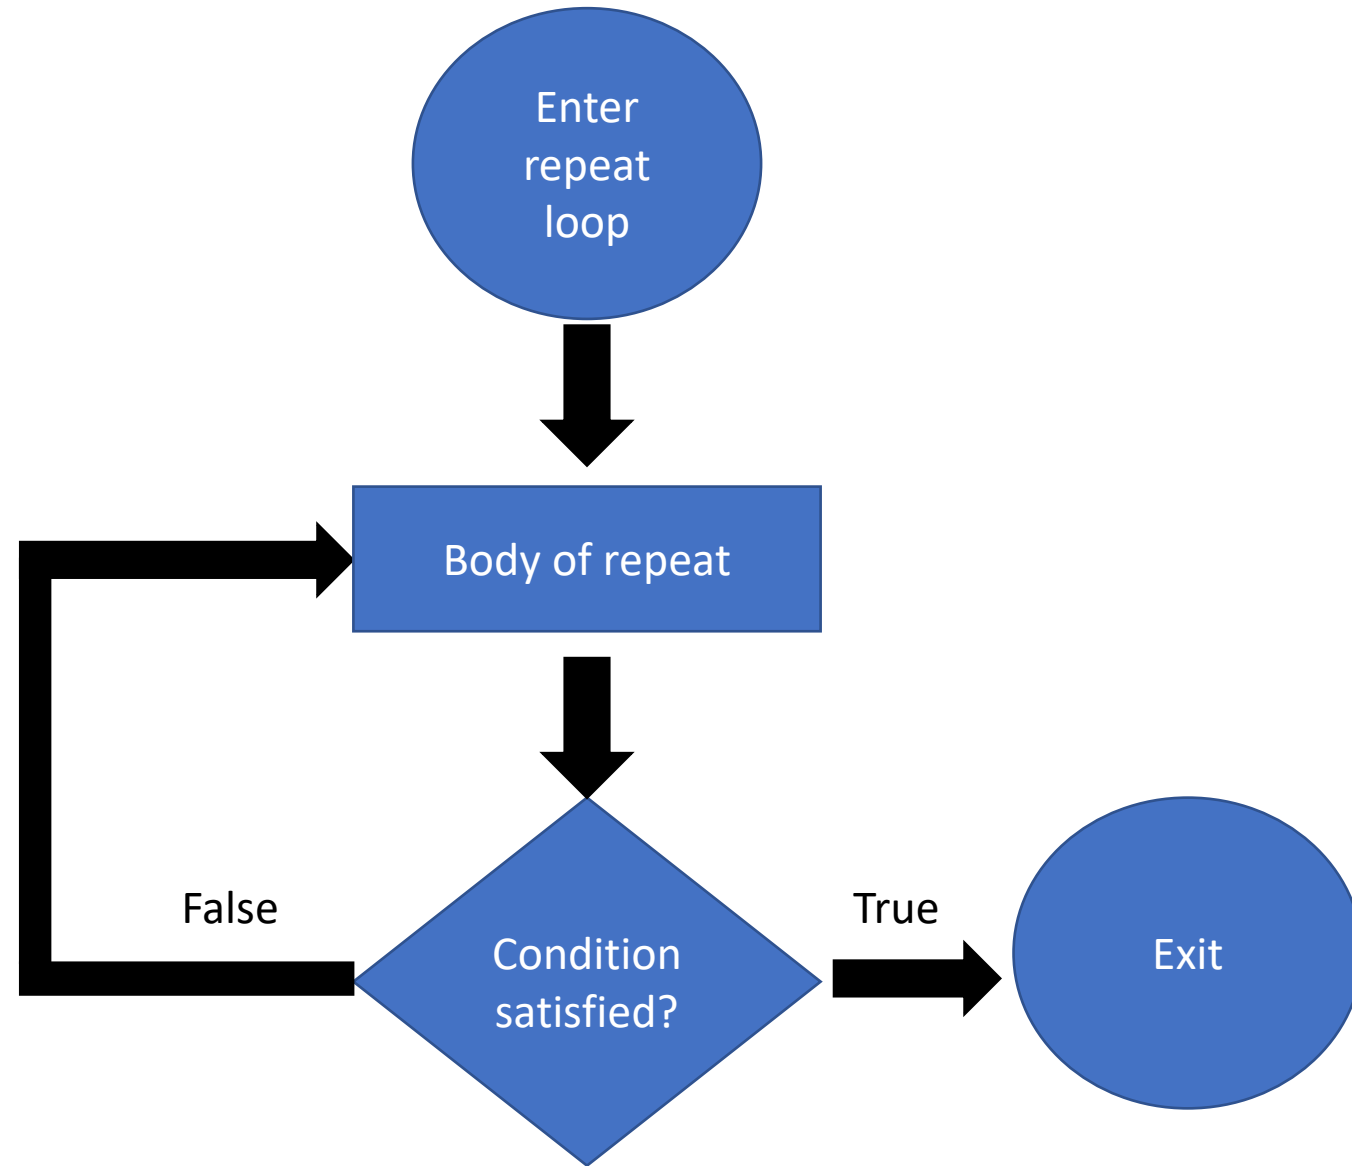 Enter
repeat
loop
Body of repeat
False
True
Condition
satisfied?
Exit